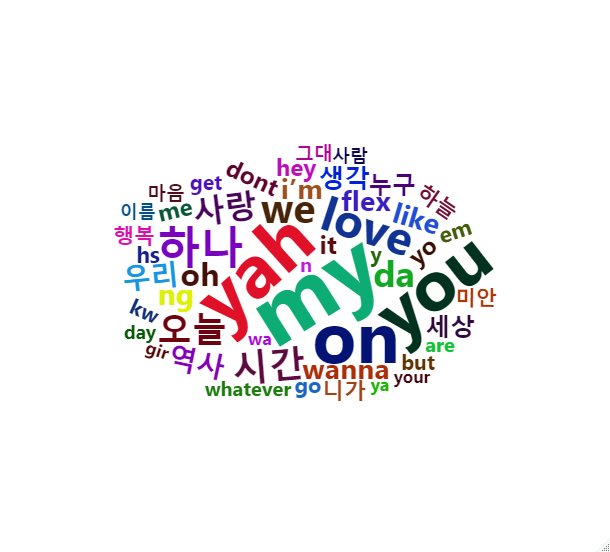 그대
사람
hey
dont
생각
누구
get
i'm
마음
하늘
flex
like
이름
me
사랑
we
love
em
yo
행복
hs
하나
yah
it
y
우리
oh
n
my
da
you
미안
ng
kw
오늘
on
세상
day
wa
are
gir
역사
시간
wanna
but
your
whatever
go
니가
ya